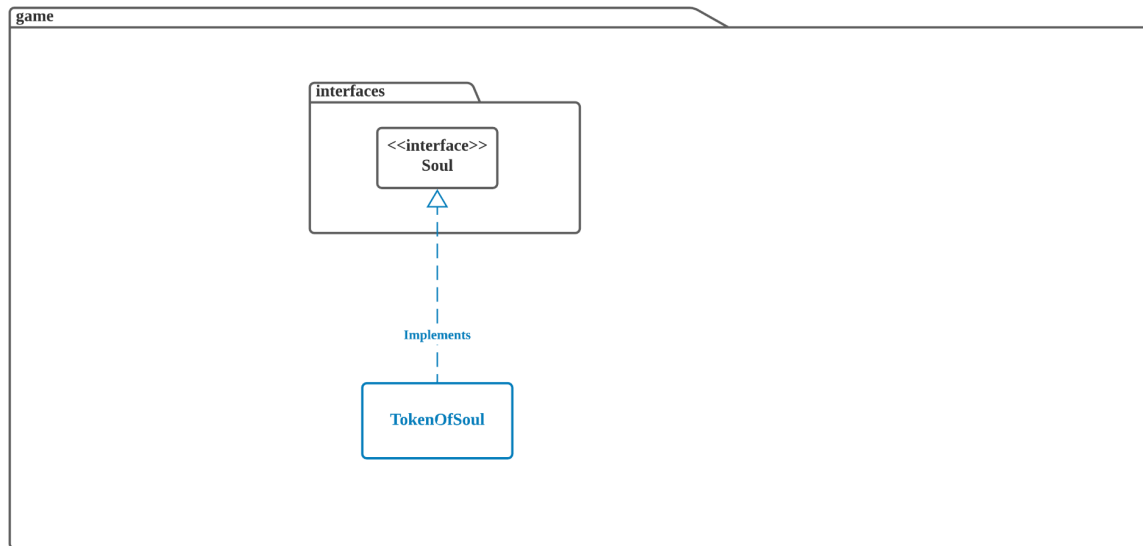 game
interfaces
<<interface>>
Soul
Implements
TokenOfSoul